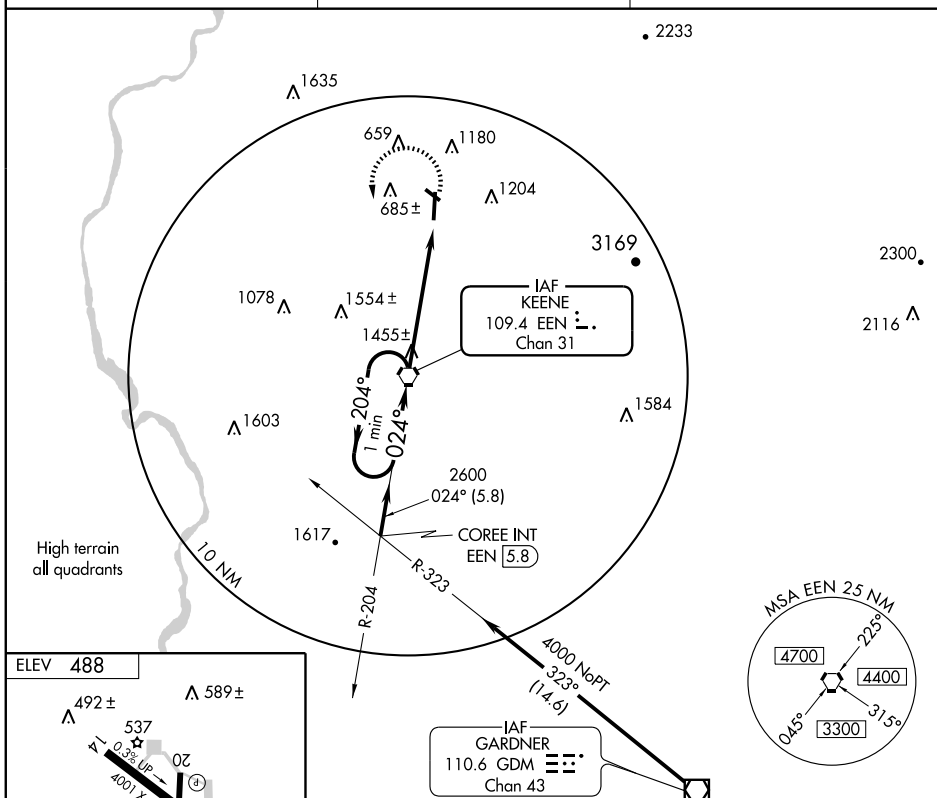 2233
1635
659
1180
685±
1204
3169
2300
2116
1078
1554±
1455±
IAF
KEENE
109.4 EEN
Chan 31
1603
204°
1 min
024°
1584
2600
024° (5.8)
1617
COREE INT
EEN 5.8
High terrain
all quadrants
10 NM
R-323
R-204
4000 NoPT
323°
(14.6)
MSA EEN 25 NM
225°
4700
4400
045°
3300
315°
IAF
GARDNER
110.6 GDM
Chan 43
ELEV 488
492±
589±
537
14
0.3% UP
20
P
4001 X